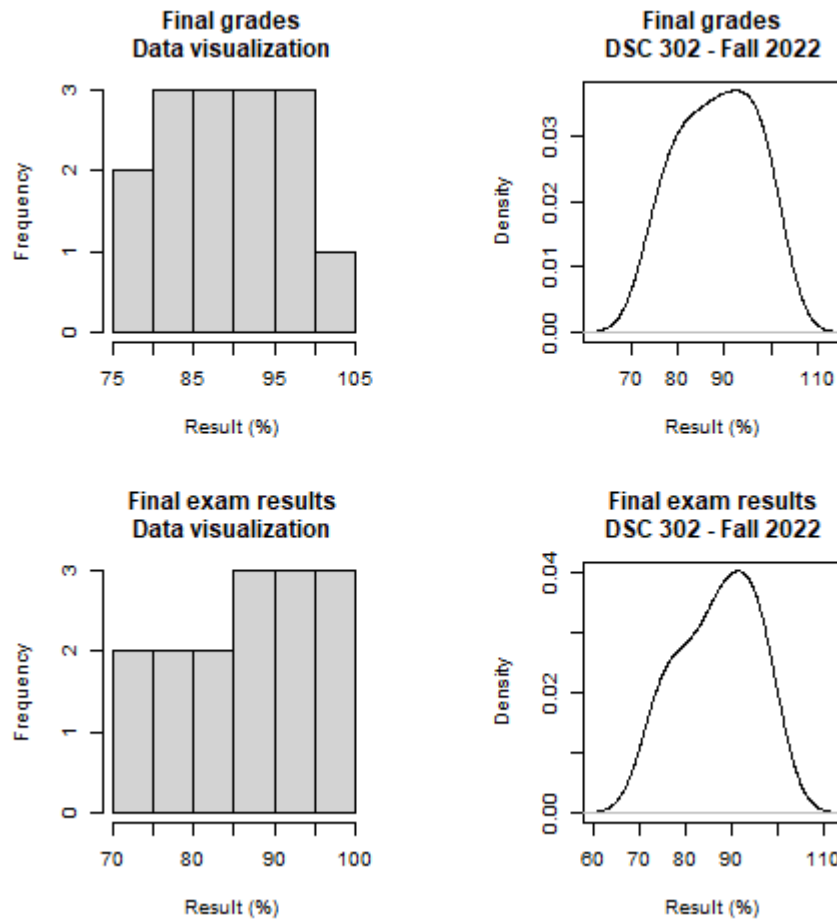 Final grades
Data visualization
3
2
1
0
Frequency
75 85 95 105
Result (%)
Final grades
DSC 302 - Fall 2022
0.03
0.02
0.01
0.00
Density
70 80 90 110
Result (%)
Final exam results
Data visualization
3
2
1
0
Frequency
70 80 90 100
Result (%)
Final exam results
DSC 302 - Fall 2022
0.04
0.02
0.00
Density
60 70 80 90 110
Result (%)